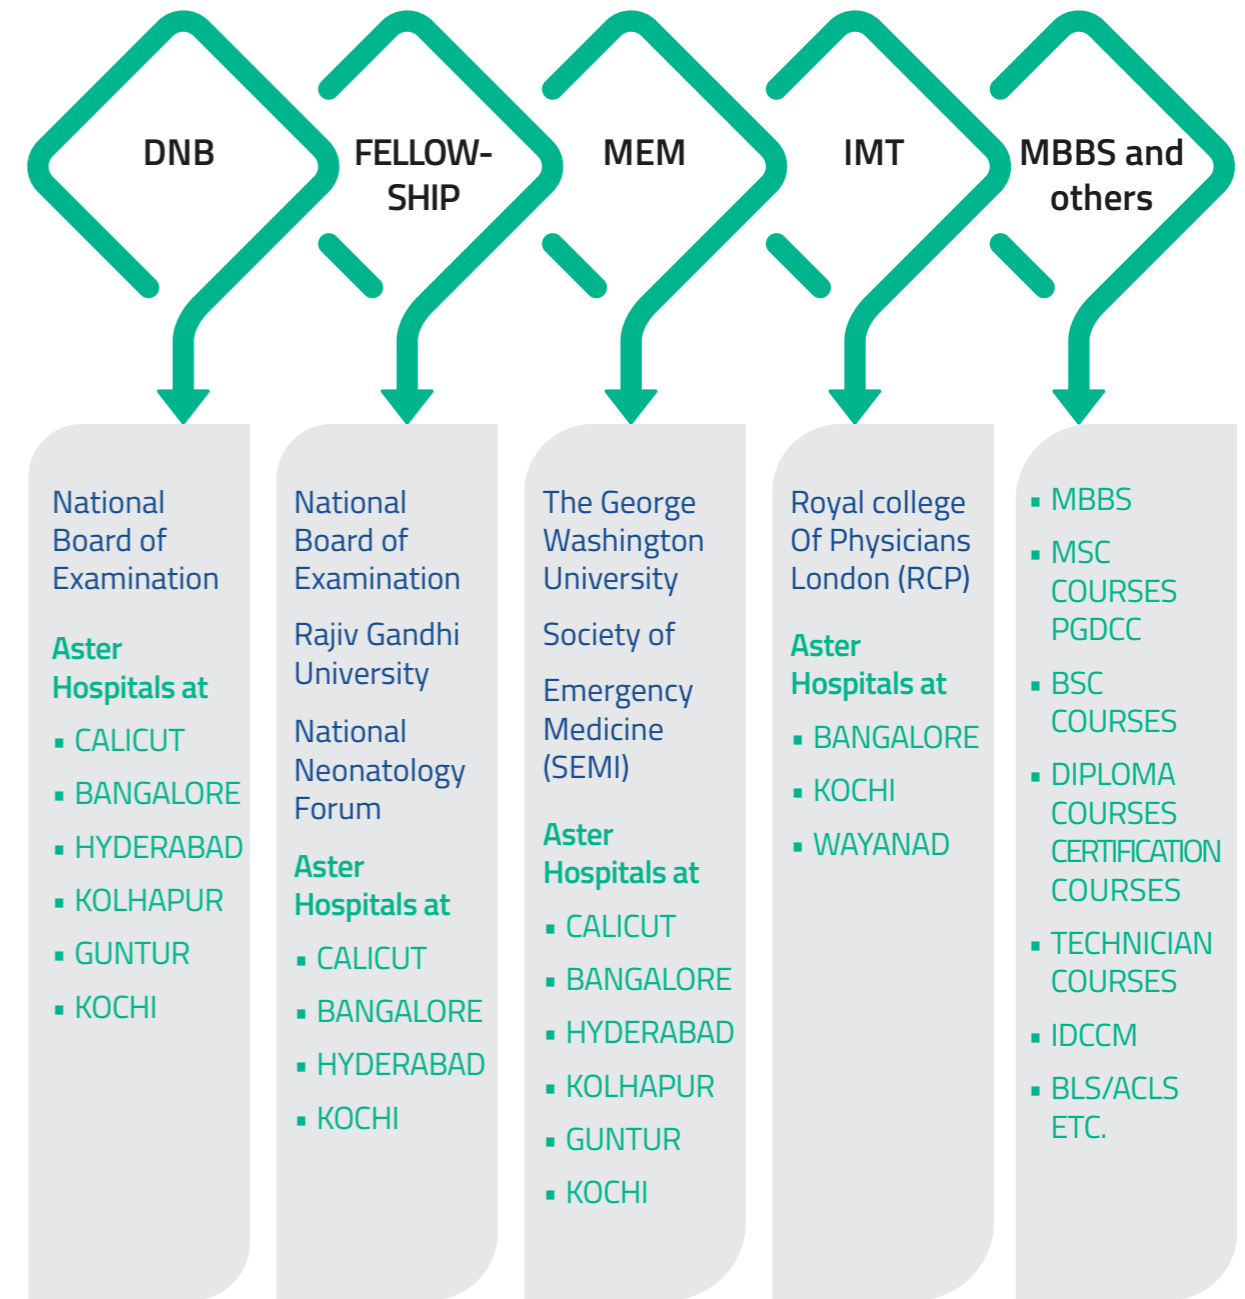 DNB
FELLOW-
SHIP
MEM
IMT
MBBS and
others
National
Board of
Examination
Aster
Hospitals at
▪ CALICUT
▪ BANGALORE
▪ HYDERABAD
▪ KOLHAPUR
▪ GUNTUR
▪ KOCHI
National
Board of
Examination
Rajiv Gandhi
University
National
Neonatology
Forum
Aster
Hospitals at
▪ CALICUT
▪ BANGALORE
▪ HYDERABAD
▪ KOCHI
The George
Washington
University
Society of
Emergency
Medicine
(SEMI)
Aster
Hospitals at
▪ CALICUT
▪ BANGALORE
▪ HYDERABAD
▪ KOLHAPUR
▪ GUNTUR
▪ KOCHI
Royal college
Of Physicians
London (RCP)
Aster
Hospitals at
▪ BANGALORE
▪ KOCHI
▪ WAYANAD
▪ MBBS
▪ MSC
COURSES
PGDCC
▪ BSC
COURSES
▪ DIPLOMA
COURSES
CERTIFICATION
COURSES
▪ TECHNICIAN
COURSES
▪ IDCCM
▪ BLS/ACLS
ETC.